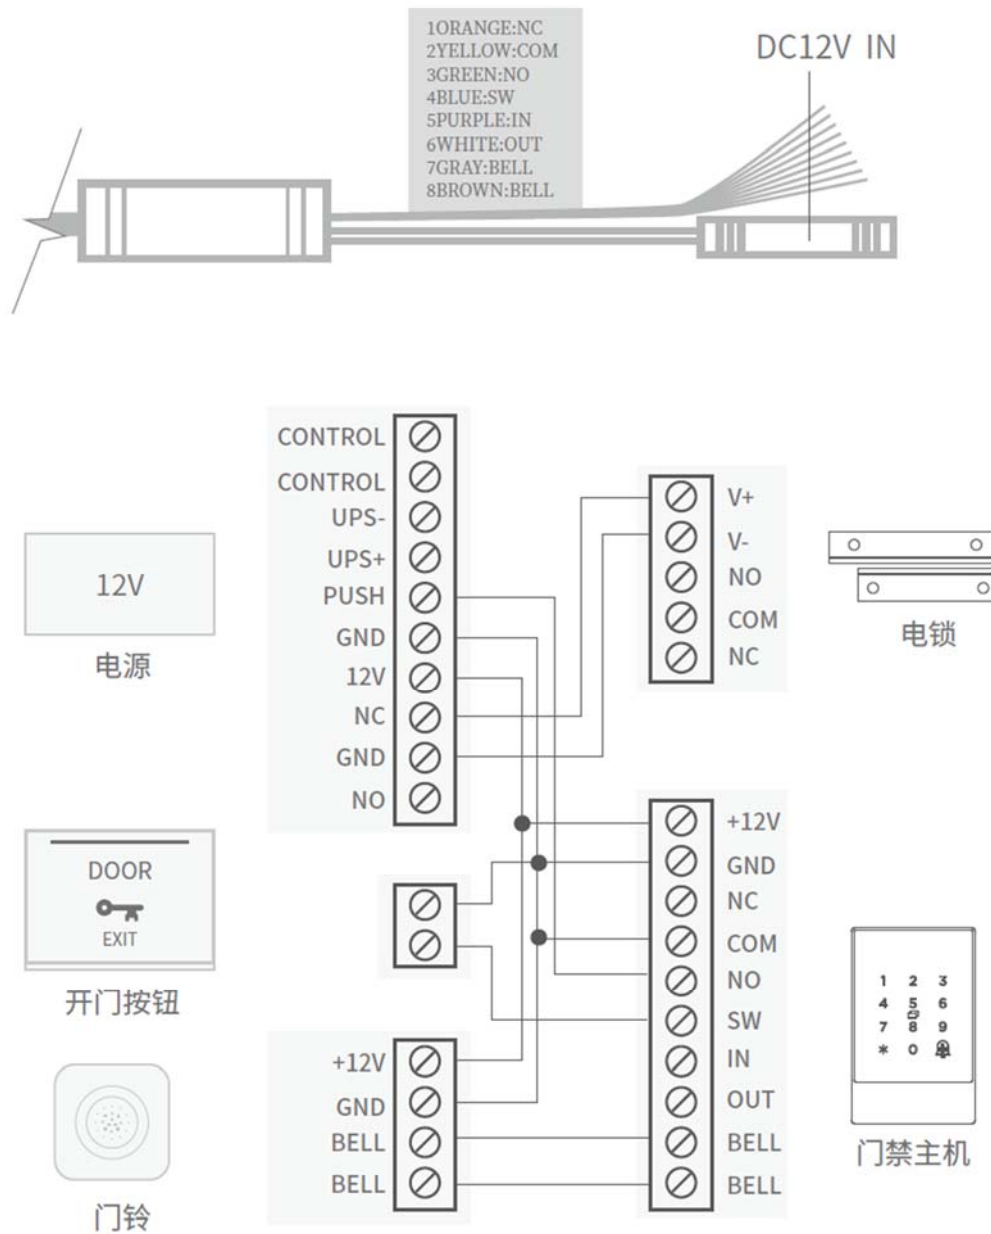 1ORANGE:NC
2YELLOW:COM
3GREEN:NO
4BLUE:SW
5PURPLE:IN
6WHITE:OUT
7GRAY:BELL
8BROWN:BELL
DC12V IN
12V
电源
CONTROL
CONTROL
UPS-
UPS+
PUSH
GND
12V
NC
GND
NO
V+
V-
NO
COM
NC
电锁
DOOR
EXIT
开门按钮
+12V
GND
NC
COM
NO
SW
IN
OUT
BELL
BELL
1 2 3
4 5 6
7 8 9
* 0
门禁主机
+12V
GND
BELL
BELL
门铃